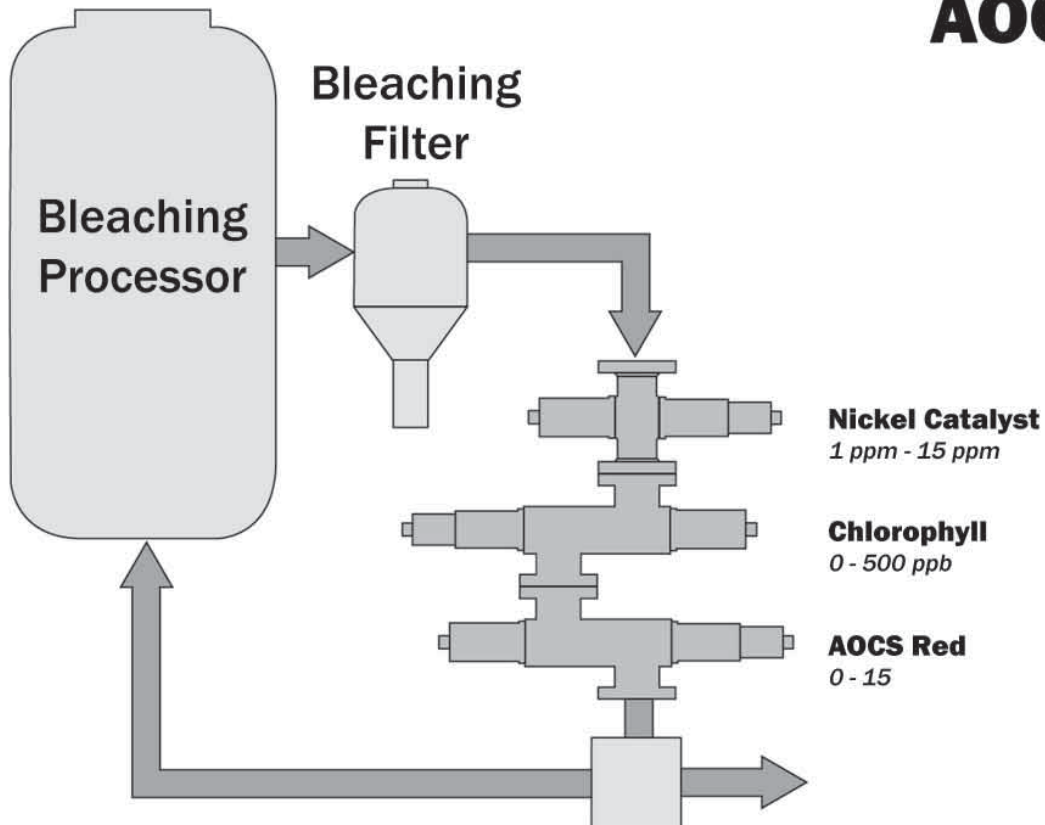 Bleaching
Filter
Bleaching
Processor
Nickel Catalyst
1 ppm - 15 ppm
Chlorophyll
0 - 500 ppb
AOCS Red
0 - 15